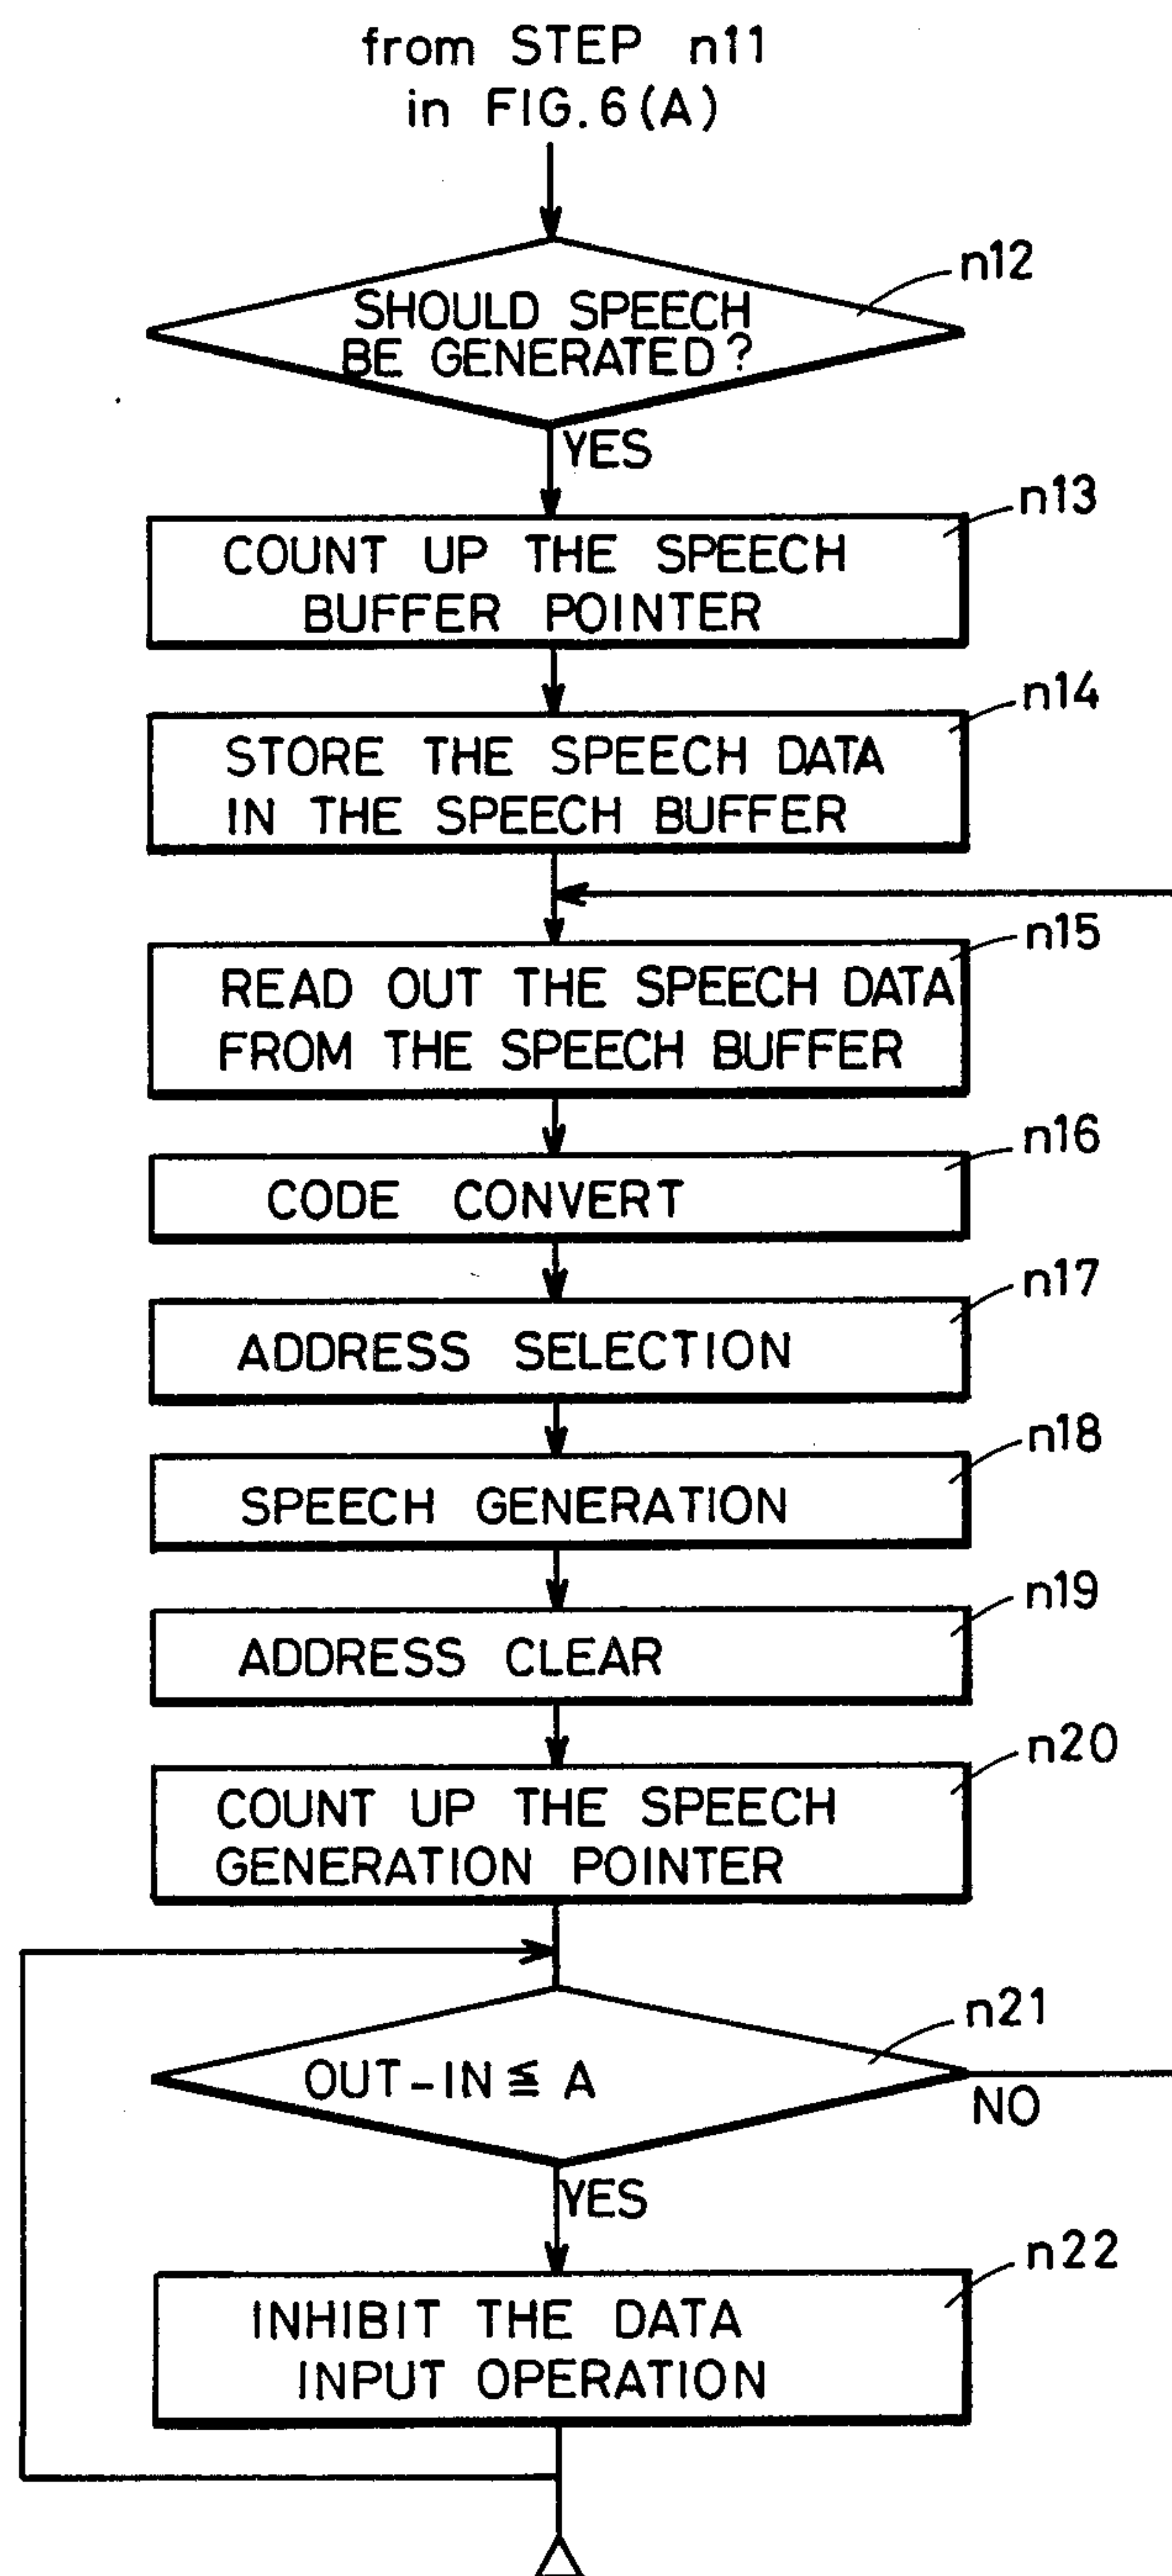 from STEP n11
in FIG.6(A)
n12
SHOULD SPEECH
BE GENERATED?
YES
n13
COUNT UP THE SPEECH
BUFFER POINTER
n14
STORE THE SPEECH DATA
IN THE SPEECH BUFFER
n15
READ OUT THE SPEECH DATA
FROM THE SPEECH BUFFER
n16
CODE CONVERT
n17
ADDRESS SELECTION
n18
SPEECH GENERATION
n19
ADDRESS CLEAR
n20
COUNT UP THE SPEECH
GENERATION POINTER
n21
OUT-IN≦A
NO
YES
n22
INHIBIT THE DATA
INPUT OPERATION